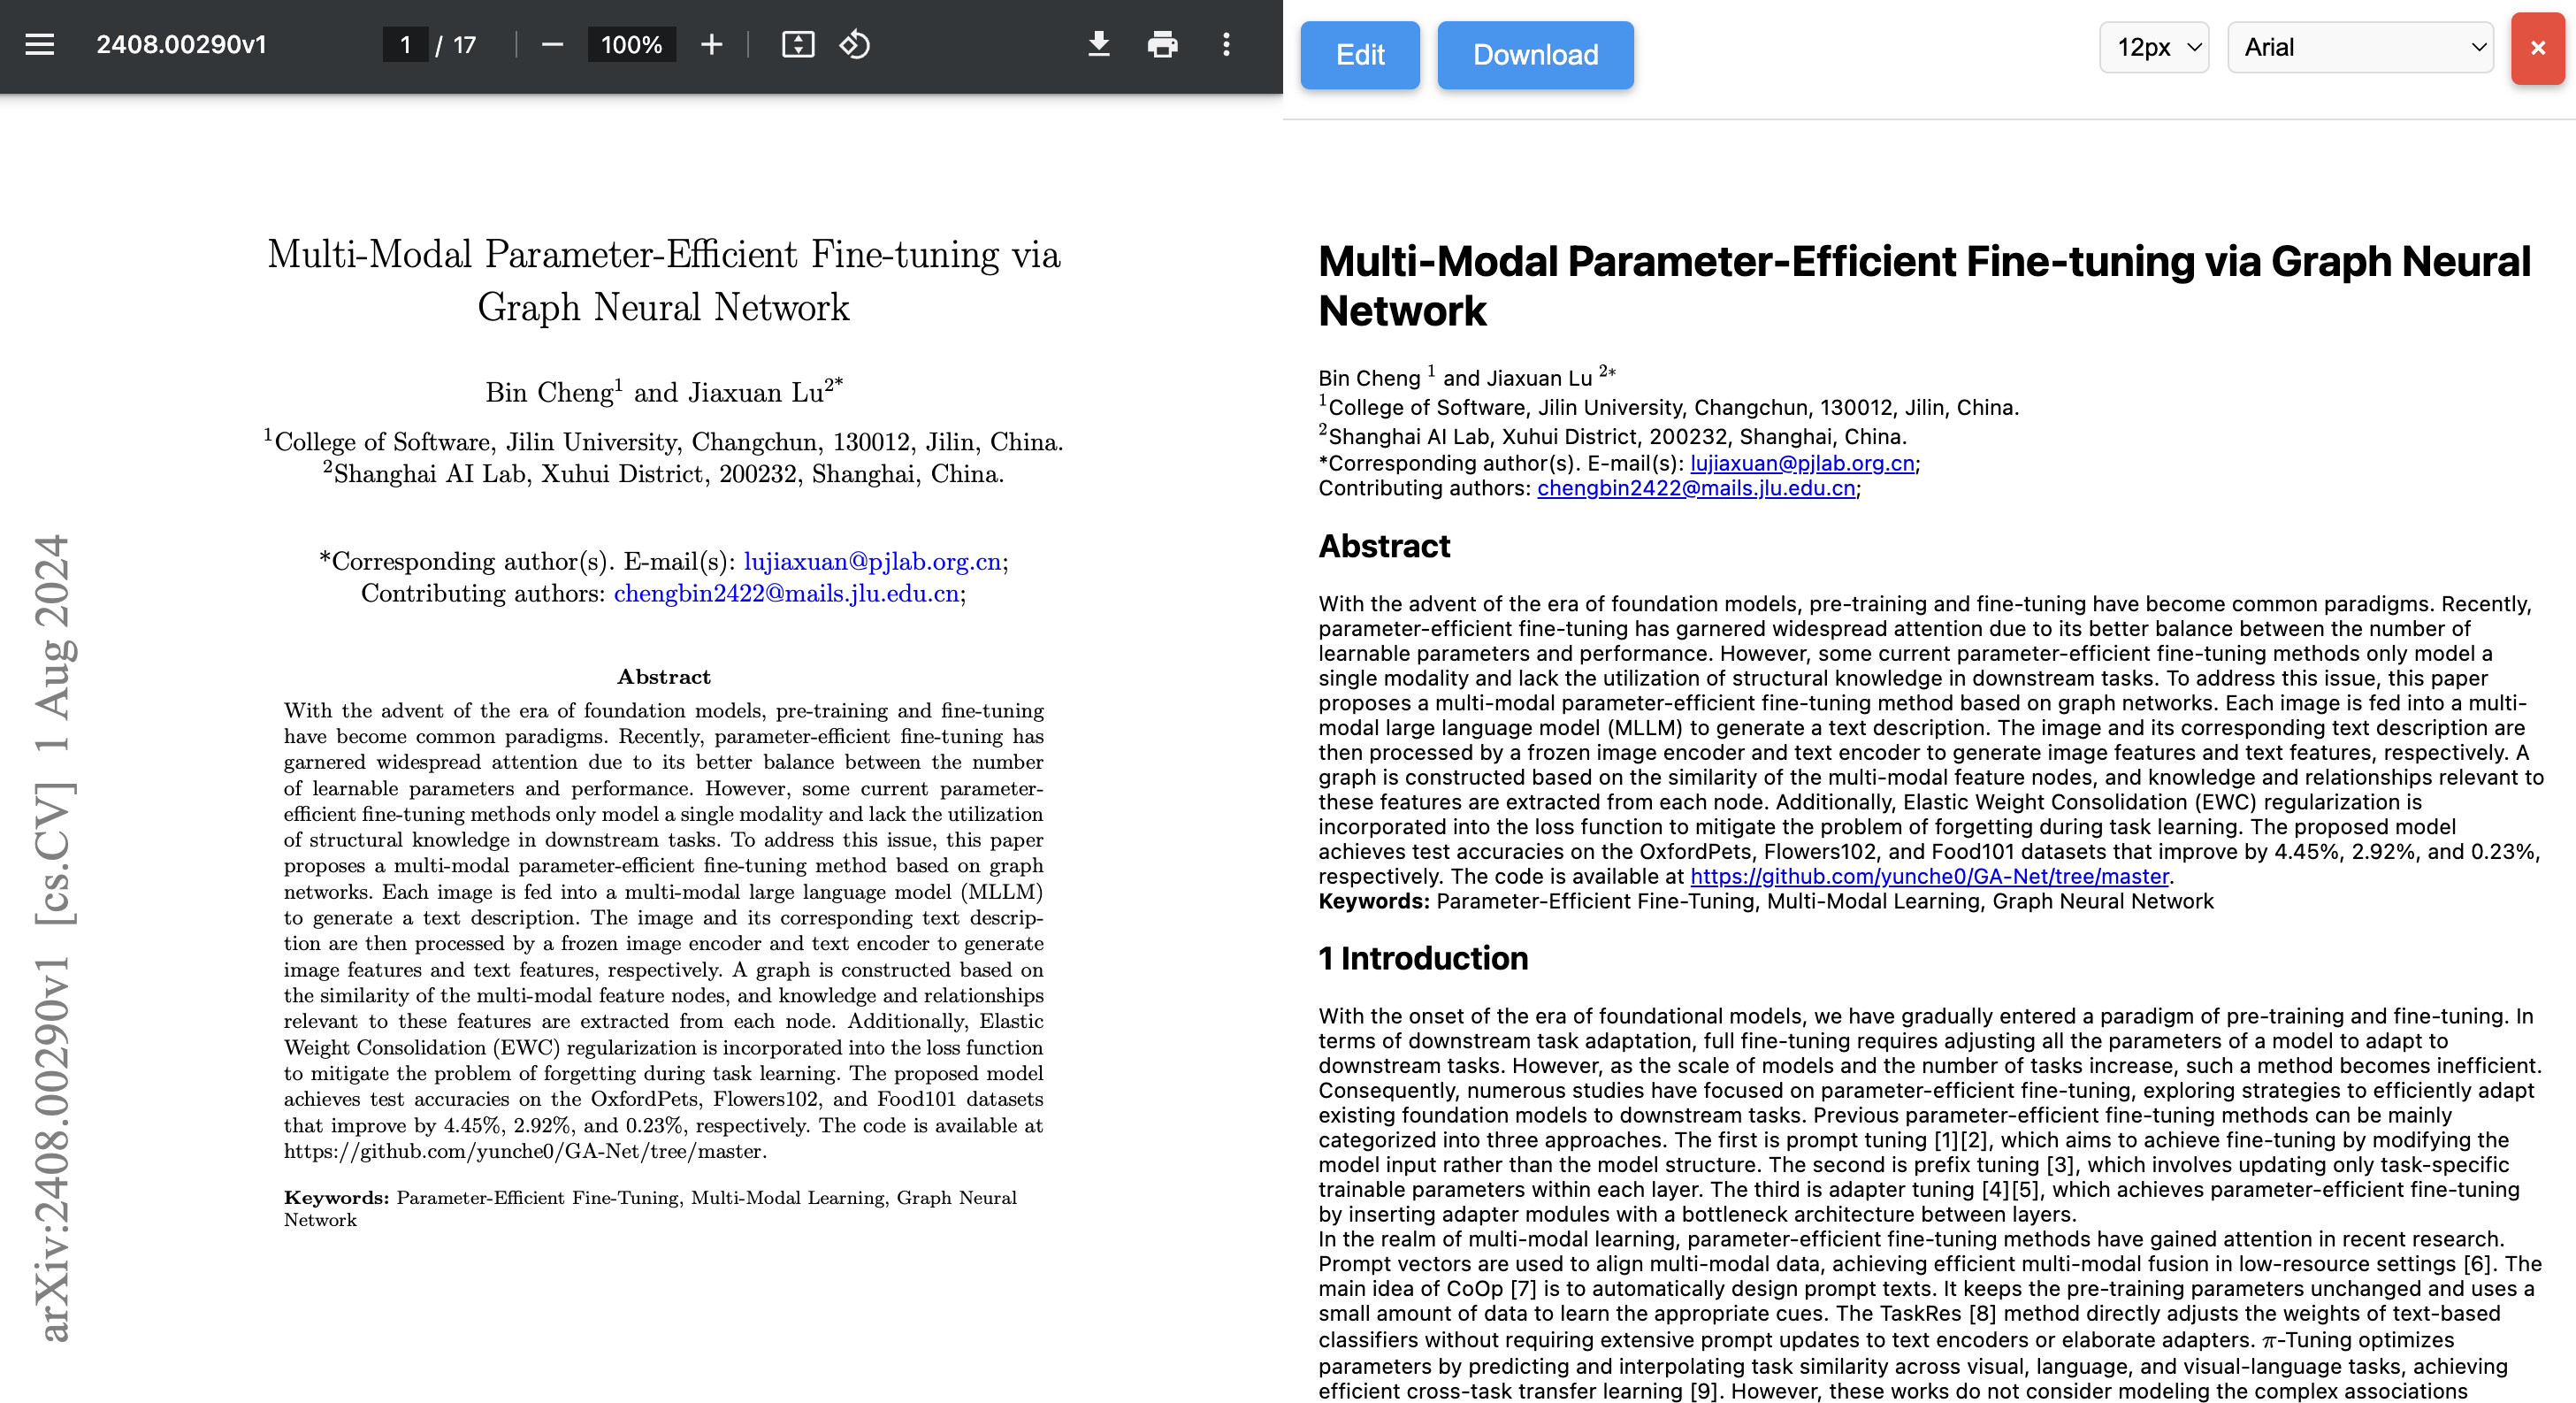 2408.00290v1
1 / 17
100%
Multi-Modal Parameter-Efficient Fine-tuning via
Graph Neural Network
Bin Cheng1 and Jiaxuan Lu2*
1College of Software, Jilin University, Changchun, 130012, Jilin, China.
2Shanghai AI Lab, Xuhui District, 200232, Shanghai, China.
*Corresponding author(s). E-mail(s): lujiaxuan@pjlab.org.cn;
Contributing authors: chengbin2422@mails.jlu.edu.cn;
Abstract
With the advent of the era of foundation models, pre-training and fine-tuning
have become common paradigms. Recently, parameter-efficient fine-tuning has
garnered widespread attention due to its better balance between the number
of learnable parameters and performance. However, some current parameter-
efficient fine-tuning methods only model a single modality and lack the utilization
of structural knowledge in downstream tasks. To address this issue, this paper
proposes a multi-modal parameter-efficient fine-tuning method based on graph
networks. Each image is fed into a multi-modal large language model (MLLM)
to generate a text description. The image and its corresponding text descrip-
tion are then processed by a frozen image encoder and text encoder to generate
image features and text features, respectively. A graph is constructed based on
the similarity of the multi-modal feature nodes, and knowledge and relationships
relevant to these features are extracted from each node. Additionally, Elastic
Weight Consolidation (EWC) regularization is incorporated into the loss function
to mitigate the problem of forgetting during task learning. The proposed model
achieves test accuracies on the OxfordPets, Flowers102, and Food101 datasets
that improve by 4.45%, 2.92%, and 0.23%, respectively. The code is available at
https://github.com/yunche0/GA-Net/tree/master.
Keywords: Parameter-Efficient Fine-Tuning, Multi-Modal Learning, Graph Neural
Network
arXiv:2408.00290v1 [cs.CV] 1 Aug 2024
Edit
Download
12px
Arial
×
Multi-Modal Parameter-Efficient Fine-tuning via Graph Neural
Network
Bin Cheng 1 and Jiaxuan Lu 2*
1College of Software, Jilin University, Changchun, 130012, Jilin, China.
2Shanghai AI Lab, Xuhui District, 200232, Shanghai, China.
*Corresponding author(s). E-mail(s): lujiaxuan@pjlab.org.cn;
Contributing authors: chengbin2422@mails.jlu.edu.cn;
Abstract
With the advent of the era of foundation models, pre-training and fine-tuning have become common paradigms. Recently,
parameter-efficient fine-tuning has garnered widespread attention due to its better balance between the number of
learnable parameters and performance. However, some current parameter-efficient fine-tuning methods only model a
single modality and lack the utilization of structural knowledge in downstream tasks. To address this issue, this paper
proposes a multi-modal parameter-efficient fine-tuning method based on graph networks. Each image is fed into a multi-
modal large language model (MLLM) to generate a text description. The image and its corresponding text description are
then processed by a frozen image encoder and text encoder to generate image features and text features, respectively. A
graph is constructed based on the similarity of the multi-modal feature nodes, and knowledge and relationships relevant to
these features are extracted from each node. Additionally, Elastic Weight Consolidation (EWC) regularization is
incorporated into the loss function to mitigate the problem of forgetting during task learning. The proposed model
achieves test accuracies on the OxfordPets, Flowers102, and Food101 datasets that improve by 4.45%, 2.92%, and 0.23%,
respectively. The code is available at https://github.com/yunche0/GA-Net/tree/master.
Keywords: Parameter-Efficient Fine-Tuning, Multi-Modal Learning, Graph Neural Network
1 Introduction
With the onset of the era of foundational models, we have gradually entered a paradigm of pre-training and fine-tuning. In
terms of downstream task adaptation, full fine-tuning requires adjusting all the parameters of a model to adapt to
downstream tasks. However, as the scale of models and the number of tasks increase, such a method becomes inefficient.
Consequently, numerous studies have focused on parameter-efficient fine-tuning, exploring strategies to efficiently adapt
existing foundation models to downstream tasks. Previous parameter-efficient fine-tuning methods can be mainly
categorized into three approaches. The first is prompt tuning [1][2], which aims to achieve fine-tuning by modifying the
model input rather than the model structure. The second is prefix tuning [3], which involves updating only task-specific
trainable parameters within each layer. The third is adapter tuning [4][5], which achieves parameter-efficient fine-tuning
by inserting adapter modules with a bottleneck architecture between layers.
In the realm of multi-modal learning, parameter-efficient fine-tuning methods have gained attention in recent research.
Prompt vectors are used to align multi-modal data, achieving efficient multi-modal fusion in low-resource settings [6]. The
main idea of CoOp [7] is to automatically design prompt texts. It keeps the pre-training parameters unchanged and uses a
small amount of data to learn the appropriate cues. The TaskRes [8] method directly adjusts the weights of text-based
classifiers without requiring extensive prompt updates to text encoders or elaborate adapters. π-Tuning optimizes
parameters by predicting and interpolating task similarity across visual, language, and visual-language tasks, achieving
efficient cross-task transfer learning [9]. However, these works do not consider modeling the complex associations